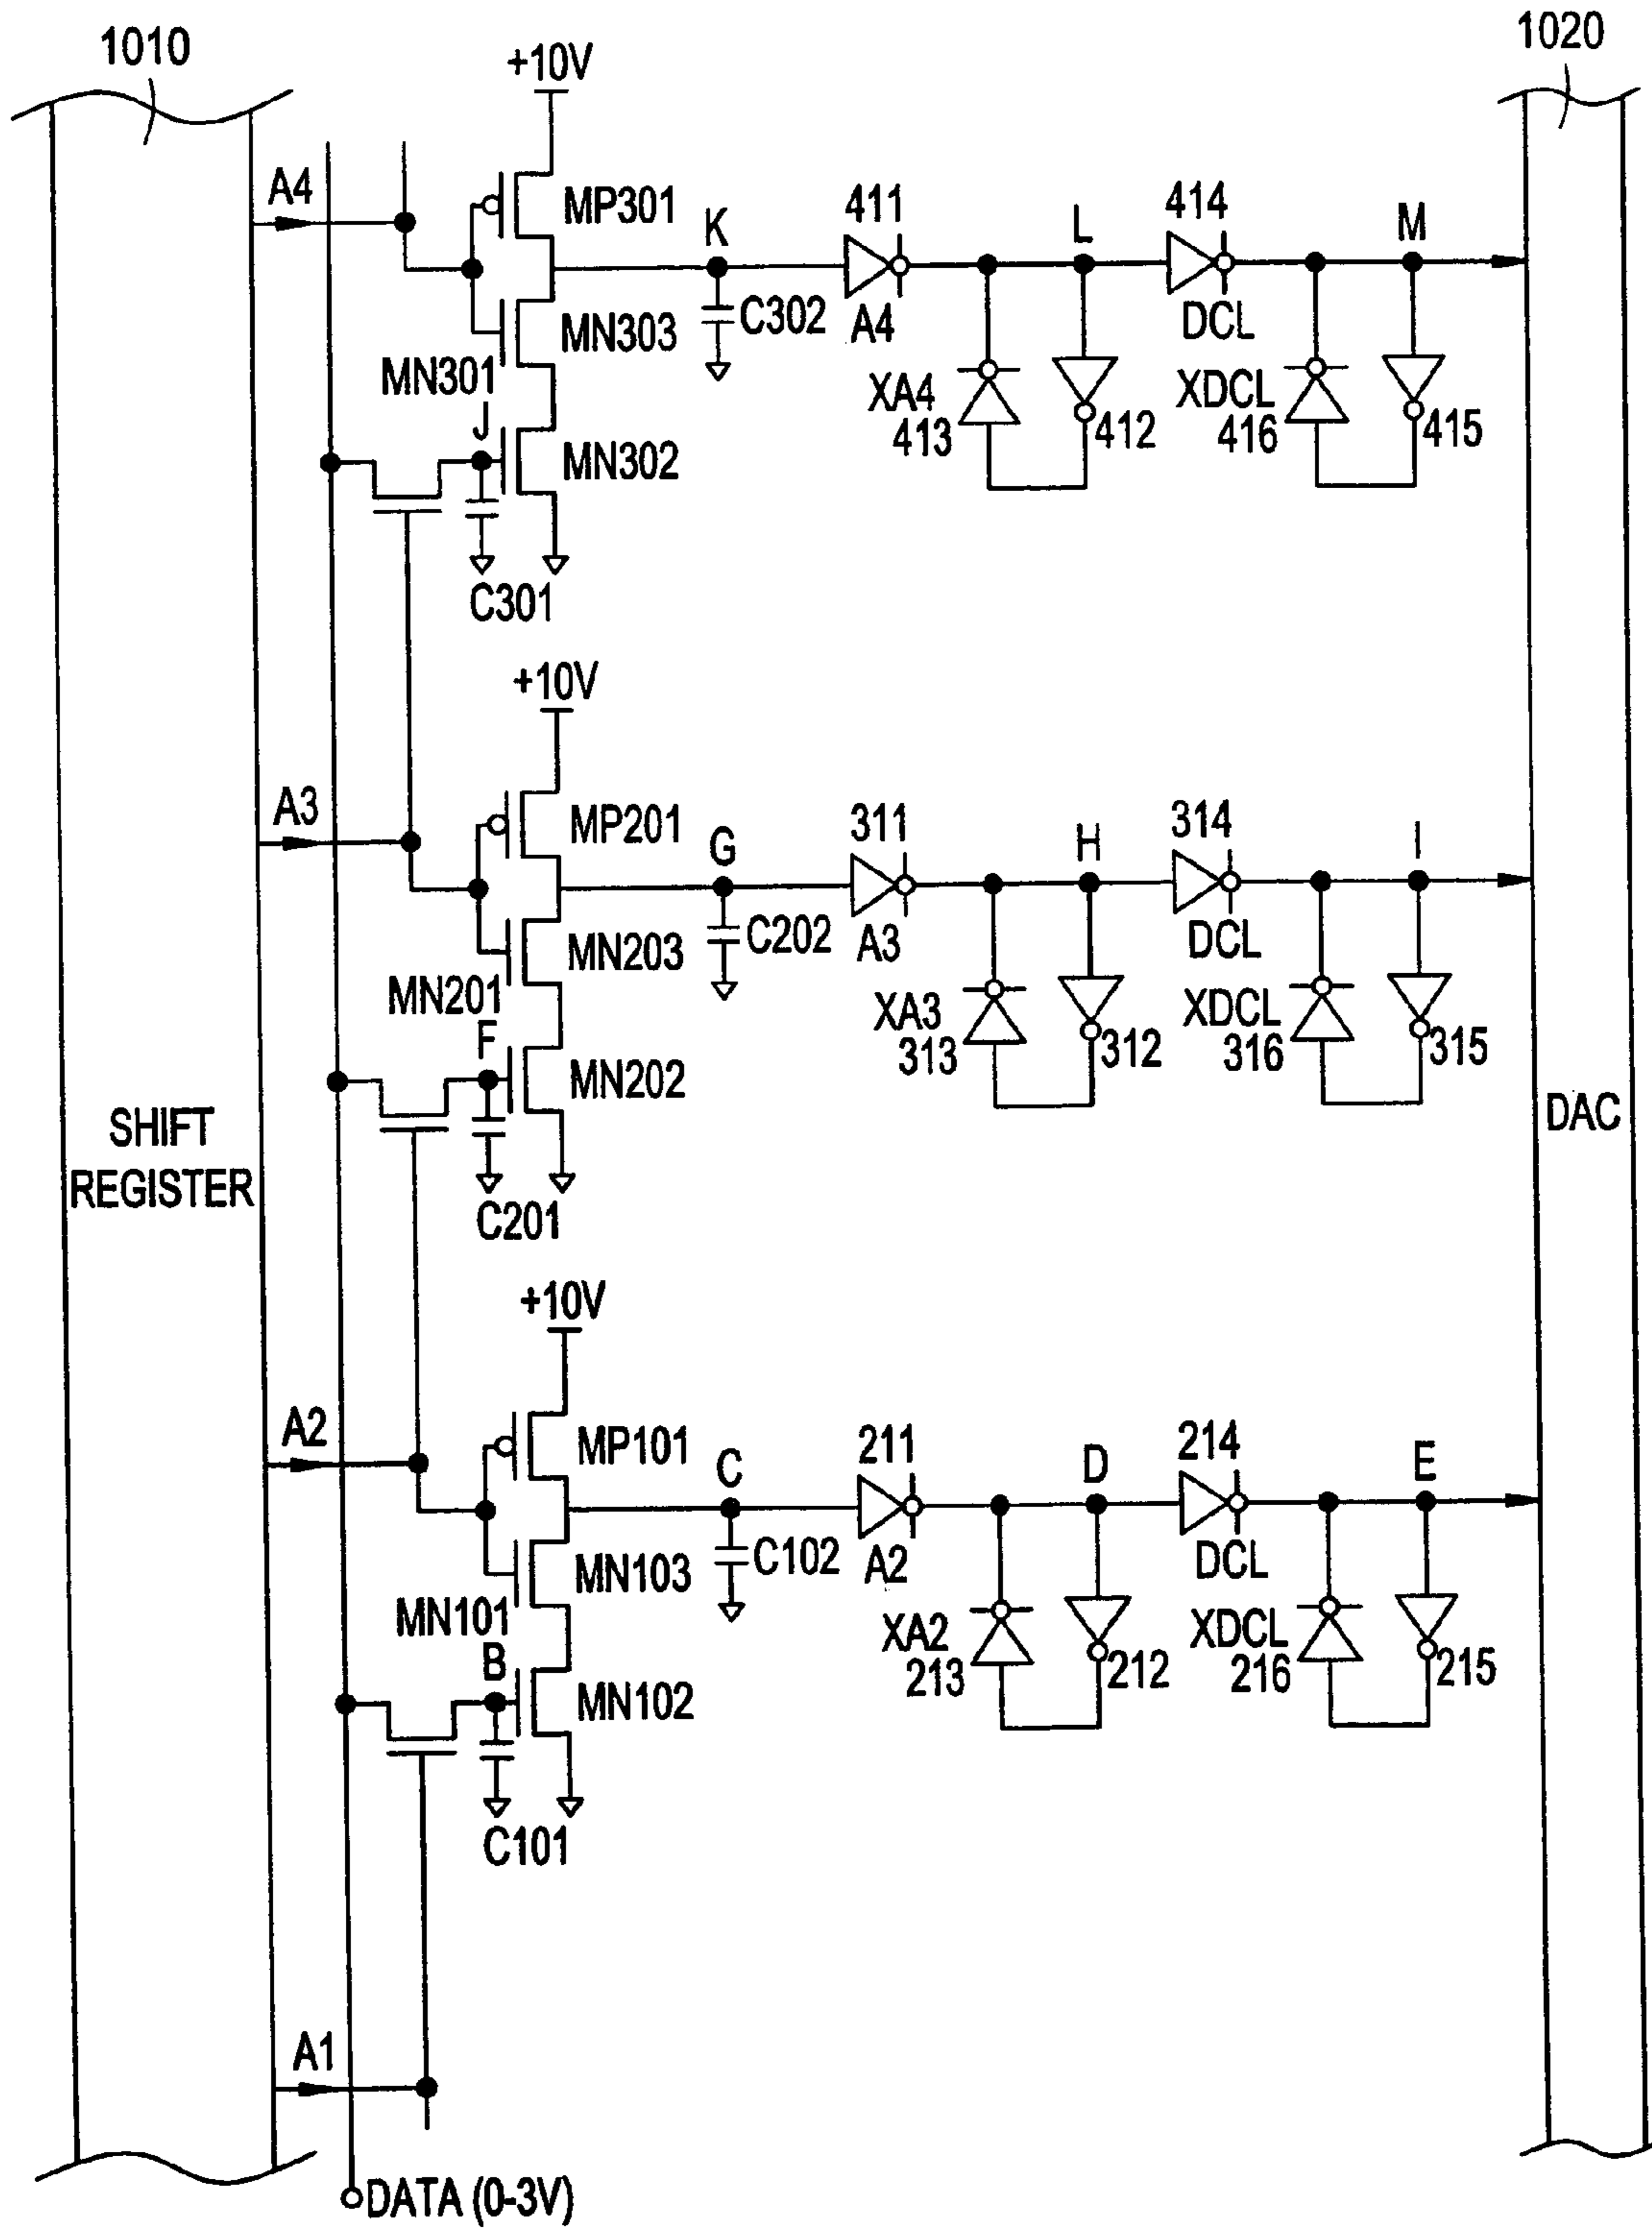 1010
1020
+10V
A4
MP301
K
411
L
414
M
C302
A4
DCL
MN303
MN301
XA4
413
412
XDCL
416
415
J
MN302
C301
+10V
A3
MP201
G
311
H
314
I
C202
A3
DCL
MN203
MN201
XA3
313
312
XDCL
316
315
F
MN202
C201
SHIFT
REGISTER
DAC
+10V
A2
MP101
C
211
D
214
E
C102
A2
DCL
MN103
MN101
XA2
213
212
XDCL
216
215
B
MN102
C101
A1
DATA (0-3V)